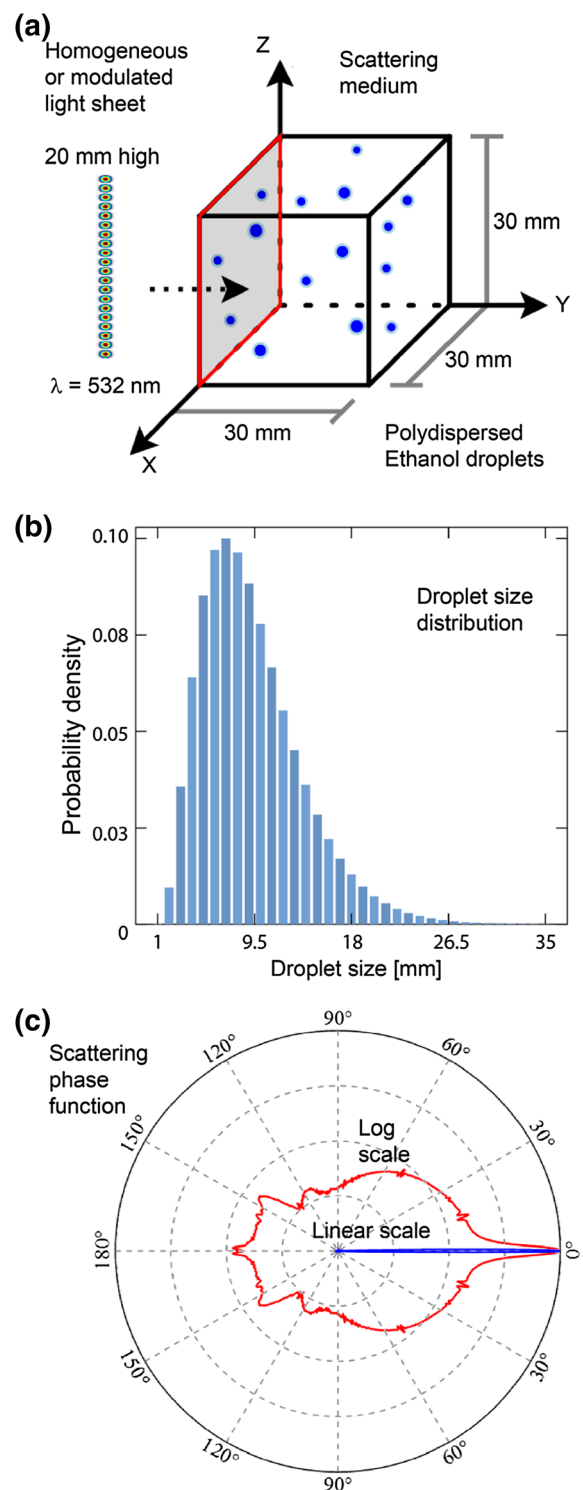 (a)
Homogeneous
or modulated
light sheet
20 mm high
λ = 532 nm
Z
Scattering
medium
30 mm
Y
30 mm
30 mm
X
Polydispersed
Ethanol droplets
(b)
Droplet size
distribution
Probability density
0.10
0.08
0.05
0.03
0
1 9.5 18 26.5 35
Droplet size [mm]
(c)
Scattering
phase
function
90°
120° 60°
150° 30°
Log
scale
Linear scale
180° 0°
150° 30°
120° 60°
90°